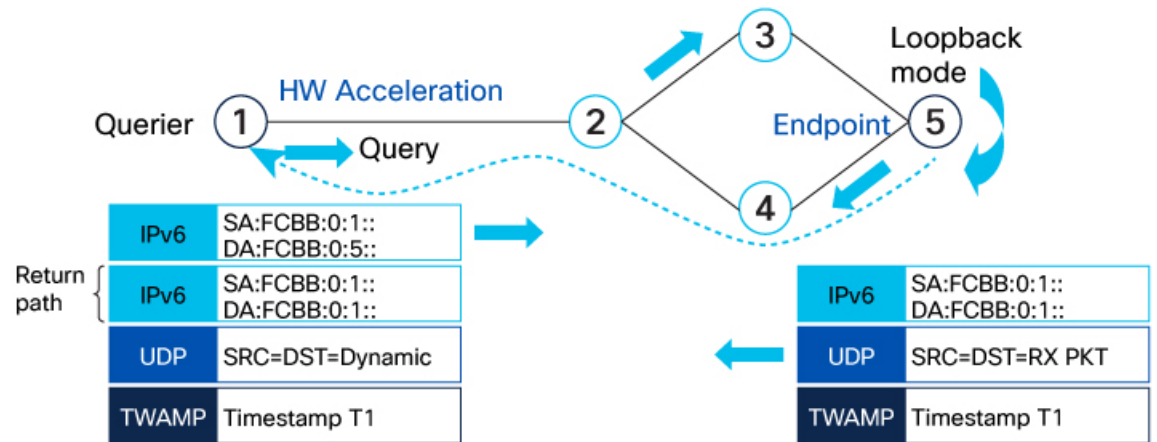 3
Loopback
mode
HW Acceleration
Querier
1
2
Endpoint
5
Query
4
IPv6
SA:FCBB:0:1::
DA:FCBB:0:5::
Return
path
IPv6
SA:FCBB:0:1::
DA:FCBB:0:1::
UDP
SRC=DST=Dynamic
TWAMP
Timestamp T1
IPv6
SA:FCBB:0:1::
DA:FCBB:0:1::
UDP
SRC=DST=RX PKT
TWAMP
Timestamp T1